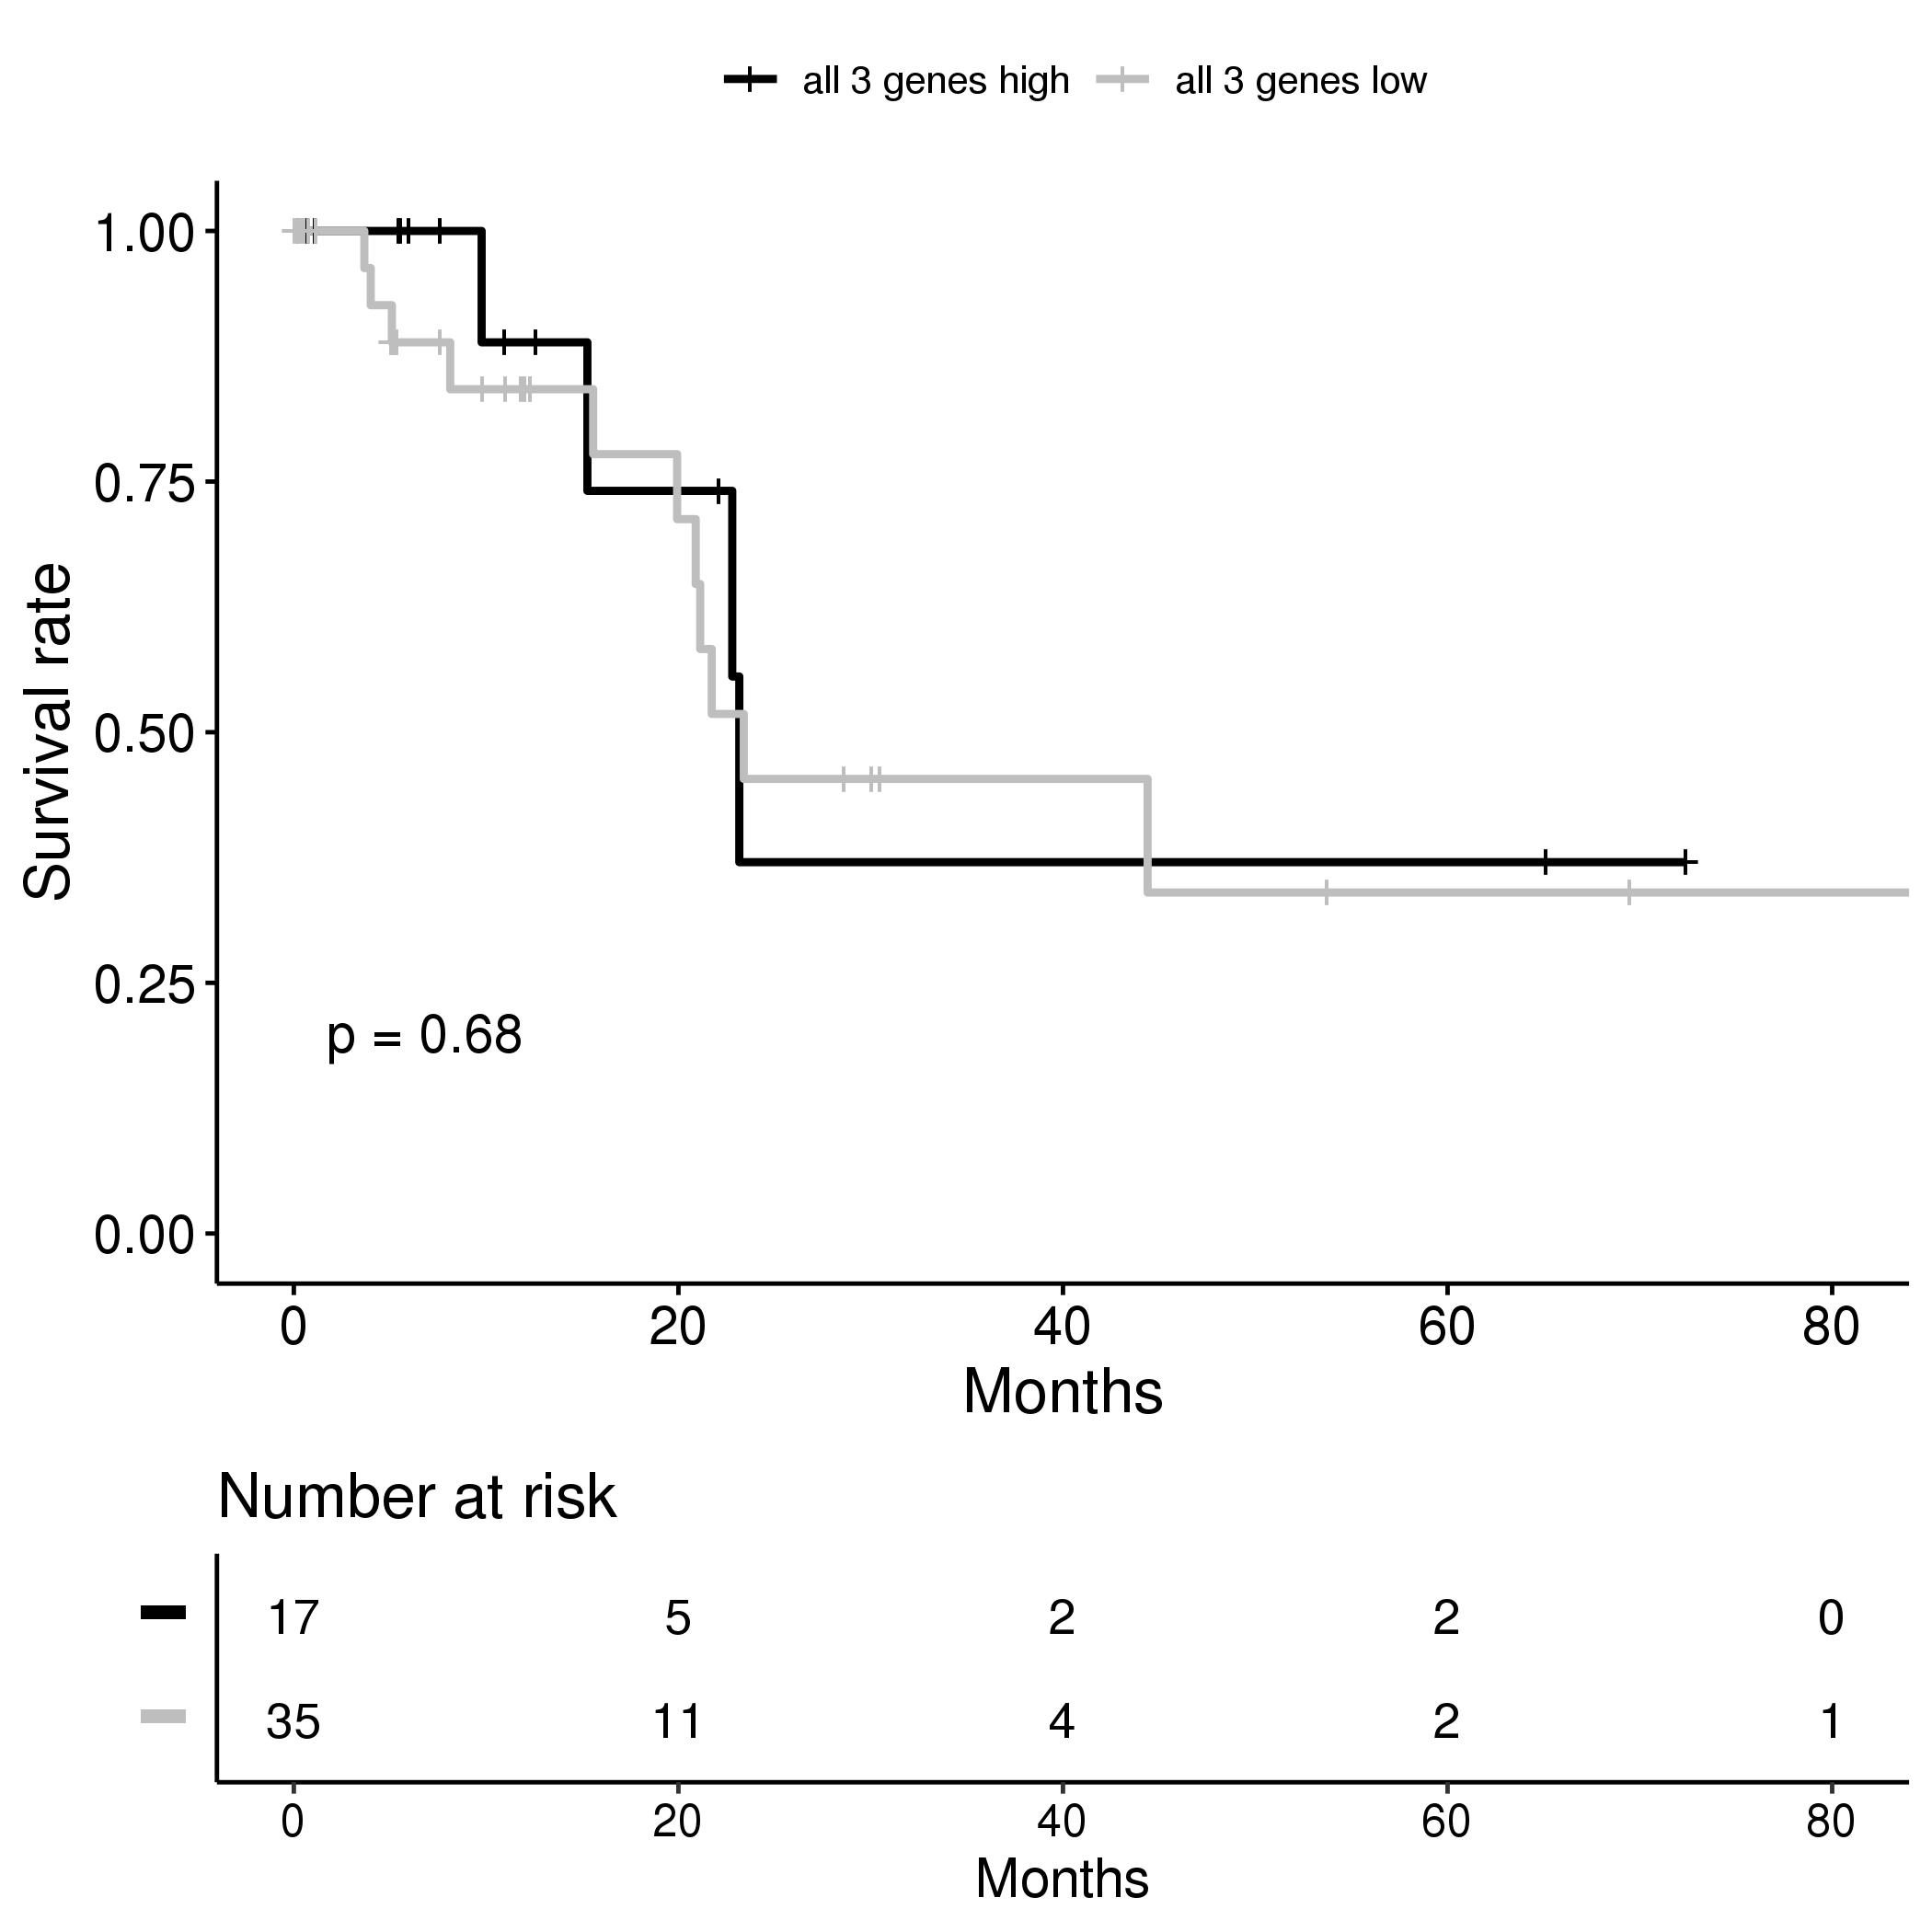 all 3 genes high all 3 genes low
1.00
0.75
0.50
0.25
0.00
Survival rate
p = 0.68
0 20 40 60 80
Months
Number at risk
17 5 2 2 0
35 11 4 2 1
0 20 40 60 80
Months